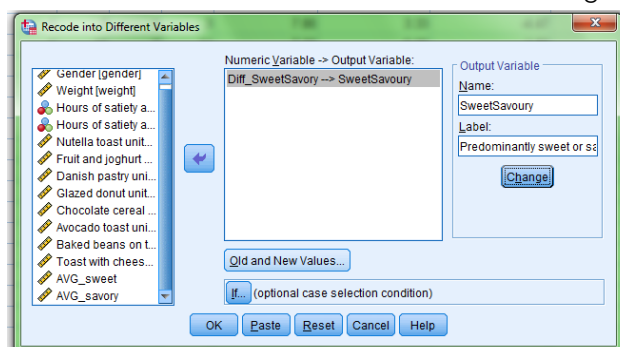 Recode into Different Variables
Gender [gender]
Weight [weight]
Hours of satiety a...
Hours of satiety a...
Nutella toast unit...
Fruit and joghurt ...
Danish pastry uni...
Glazed donut unit...
Chocolate cereal ...
Avocado toast uni...
Baked beans on t...
Toast with chees...
AVG_sweet
AVG_savory
Numeric Variable -> Output Variable:
Diff_SweetSavory --> SweetSavoury
Output Variable
Name:
SweetSavoury
Label:
Predominantly sweet or sa
Change
Old and New Values...
If... (optional case selection condition)
OK Paste Reset Cancel Help